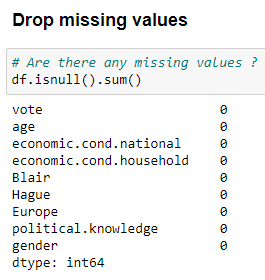 Drop missing values
# Are there any missing values ?
df.isnull().sum()
vote 0
age 0
economic.cond.national 0
economic.cond.household 0
Blair 0
Hague 0
Europe 0
political.knowledge 0
gender 0
dtype: int64